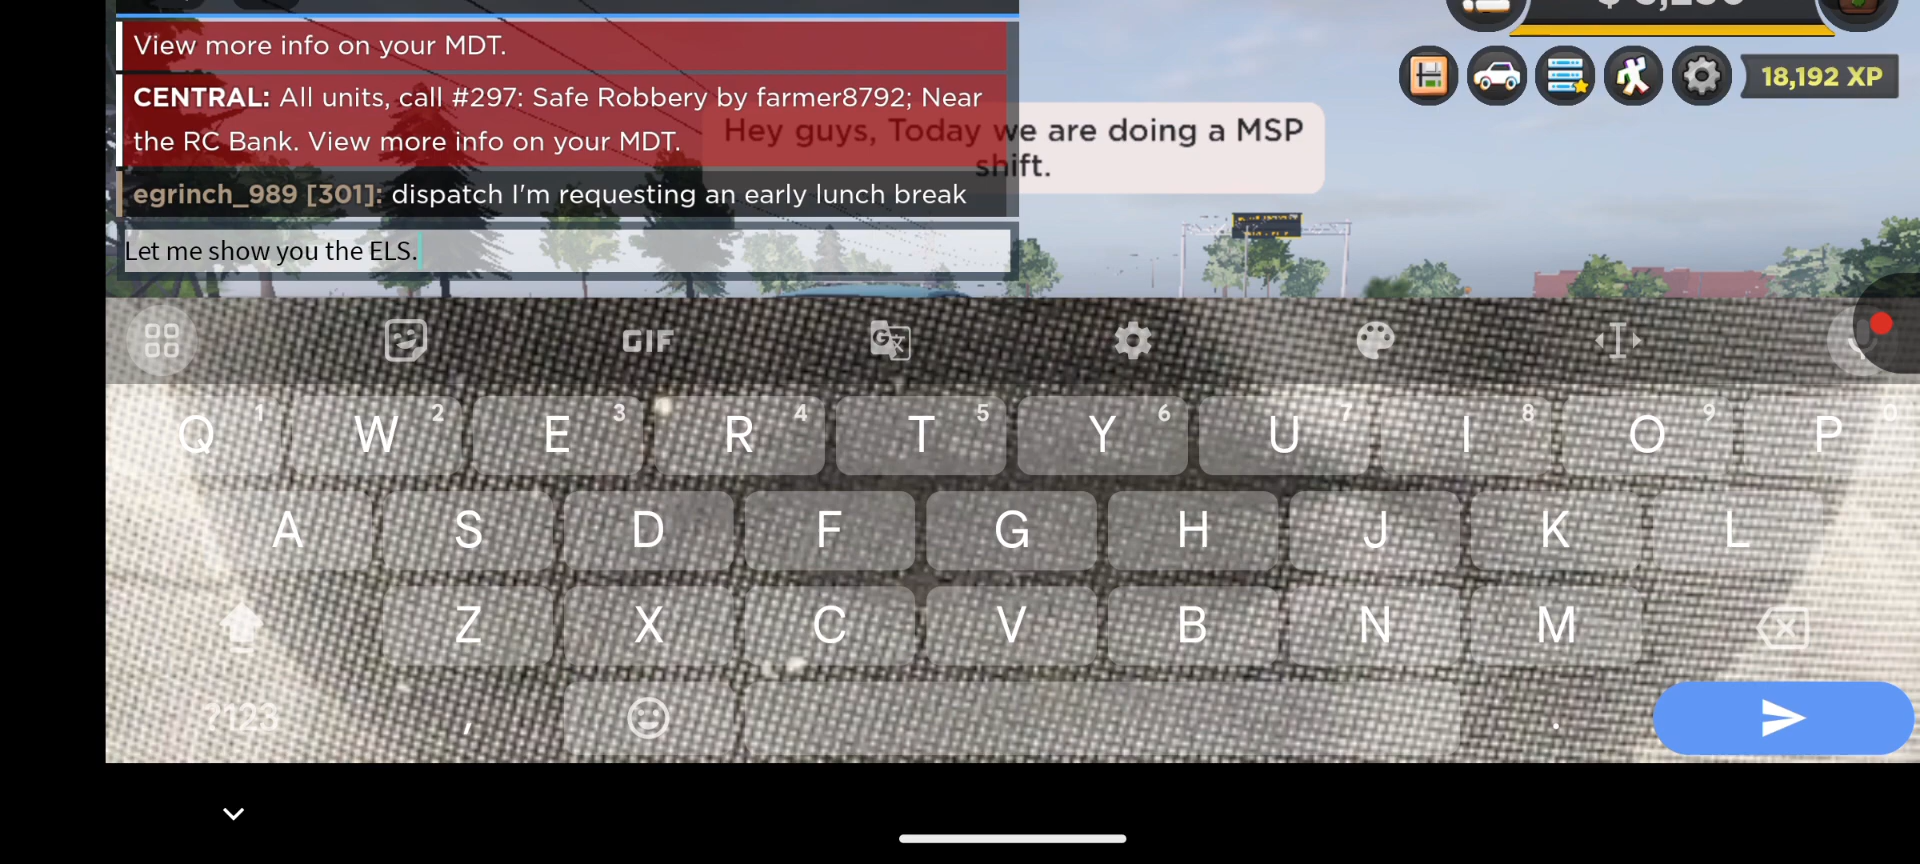 View more info on your MDT.
CENTRAL: All units, call #297: Safe Robbery by farmer8792; Near
the RC Bank. View more info on your MDT.
egrinch_989 [301]: dispatch I'm requesting an early lunch break
Let me show you the ELS.
Hey guys, Today we are doing a MSP
shift.
18,192 XP
GIF
Q 1 W 2 E 3 R 4 T 5 Y 6 U 7 I 8 O 9 P 0
A S D F G H J K L
Z X C V B N M
?123 , .